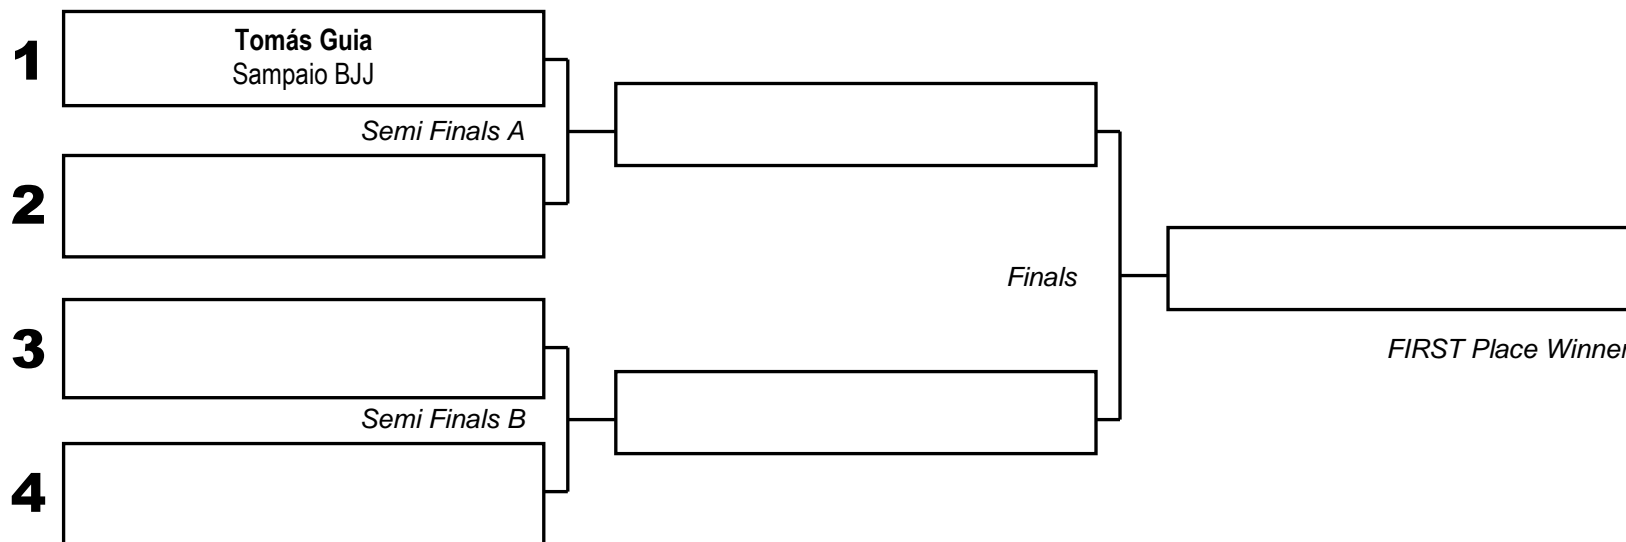 1
Tomás Guia
Sampaio BJJ
Semi Finals A
2
Finals
3
FIRST Place Winner
Semi Finals B
4